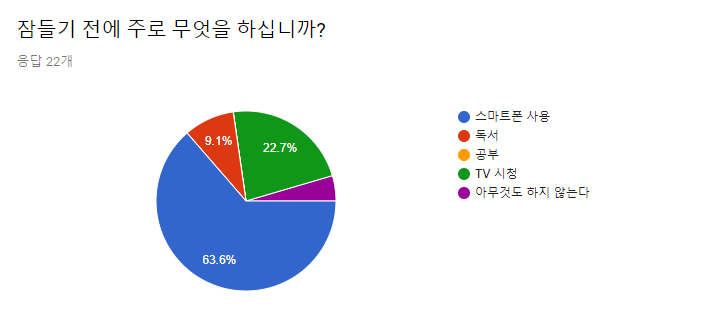 잠들기 전에 주로 무엇을 하십니까?
응답 22개
스마트폰 사용
9.1%
독서
22.7%
공부
TV 시청
아무것도 하지 않는다
63.6%